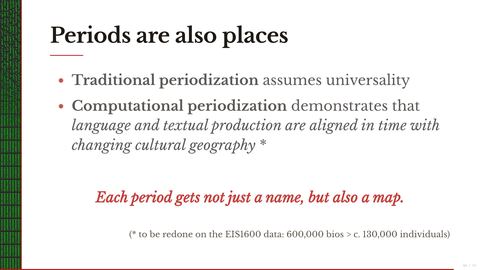 Periods are also places
• Traditional periodization assumes universality
• Computational periodization demonstrates that
language and textual production are aligned in time with
changing cultural geography *
Each period gets not just a name, but also a map.
(* to be redone on the EIS1600 data: 600,000 bios > c. 130,000 individuals)